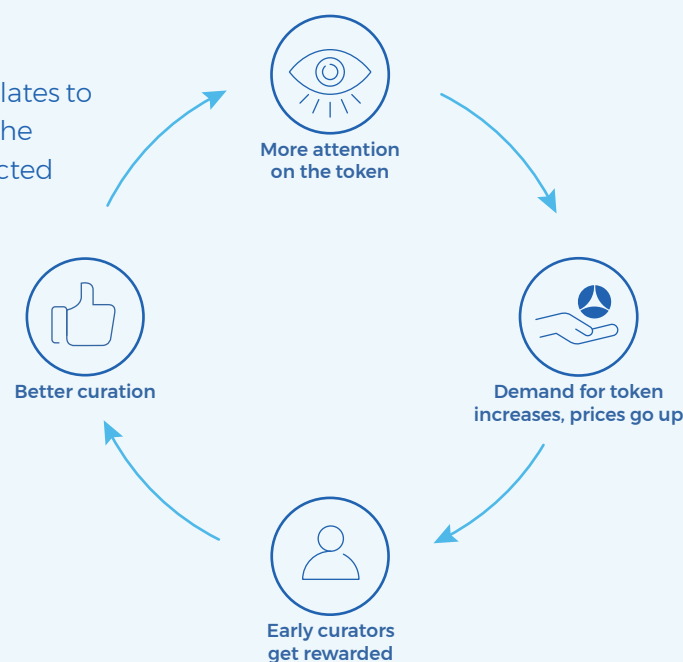 lates to
he
cted
More attention
on the token
Better curation
Demand for token
increases, prices go up
Early curators
get rewarded